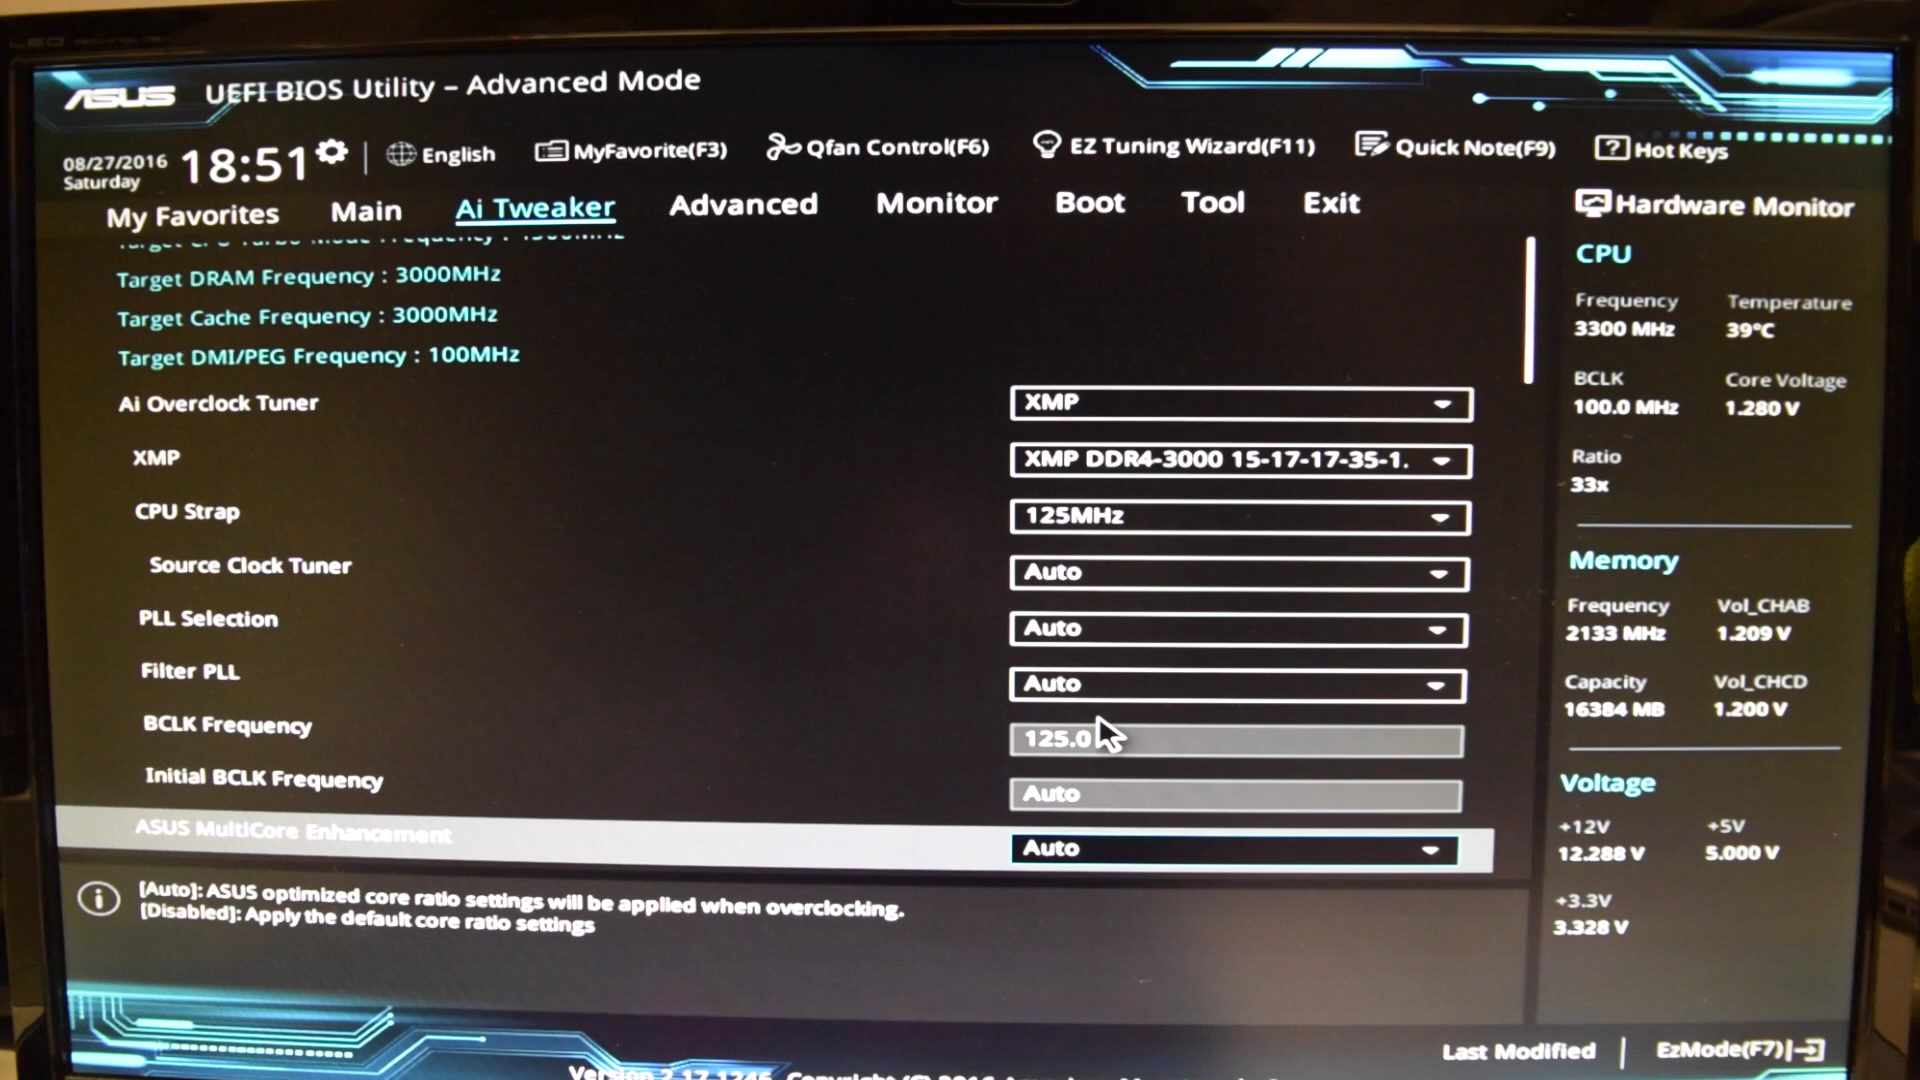 ASUS UEFI BIOS Utility – Advanced Mode
08/27/2016
Saturday
18:51
English
MyFavorite(F3)
Qfan Control(F6)
EZ Tuning Wizard(F11)
Quick Note(F9)
? Hot Keys
My Favorites Main Ai Tweaker Advanced Monitor Boot Tool Exit
Target DRAM Frequency : 3000MHz
Target Cache Frequency : 3000MHz
Target DMI/PEG Frequency : 100MHz
Ai Overclock Tuner XMP
XMP XMP DDR4-3000 15-17-17-35-1.
CPU Strap 125MHz
Source Clock Tuner Auto
PLL Selection Auto
Filter PLL Auto
BCLK Frequency 125.0
Initial BCLK Frequency Auto
ASUS MultiCore Enhancement Auto
[Auto]: ASUS optimized core ratio settings will be applied when overclocking.
[Disabled]: Apply the default core ratio settings
Hardware Monitor
CPU
Frequency Temperature
3300 MHz 39°C
BCLK Core Voltage
100.0 MHz 1.280 V
Ratio
33x
Memory
Frequency Vol_CHAB
2133 MHz 1.209 V
Capacity Vol_CHCD
16384 MB 1.200 V
Voltage
+12V +5V
12.288 V 5.000 V
+3.3V
3.328 V
Last Modified
EzMode(F7)
Version 2.17.1246. Copyright (C) 2016